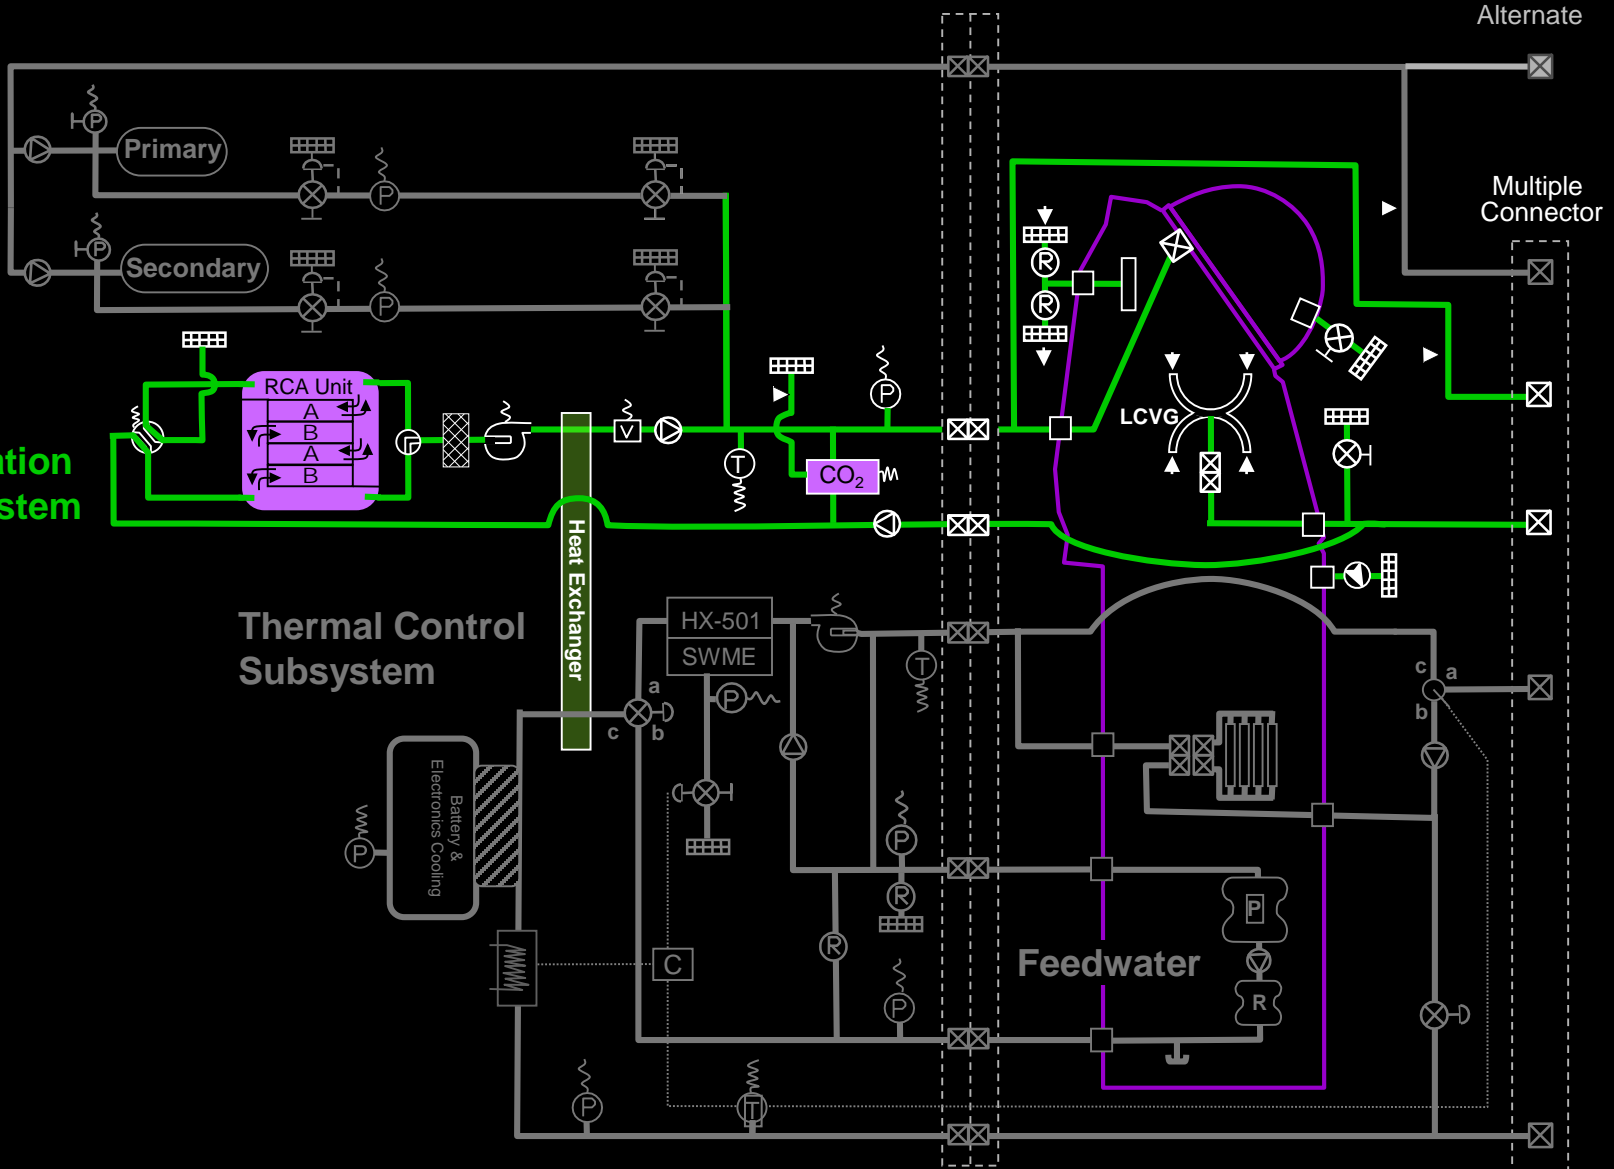 Alternate
P
Primary
P
Multiple
Connector
P
Secondary
P
P
R
R
RCA Unit
A
B
A
B
V
T
P
CO₂
LCVG
ation
stem
Heat Exchanger
Thermal Control
Subsystem
HX-501
SWME
P
T
a
c
b
c
a
b
Battery &
Electronics Cooling
P
P
R
R
P
R
C
P
Feedwater
P
T